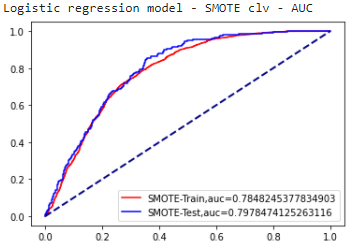 Logistic regression model - SMOTE clv - AUC
1.0
0.8
0.6
0.4
0.2
0.0
SMOTE-Train,auc=0.7848245377834903
SMOTE-Test,auc=0.7978474125263116
0.0 0.2 0.4 0.6 0.8 1.0